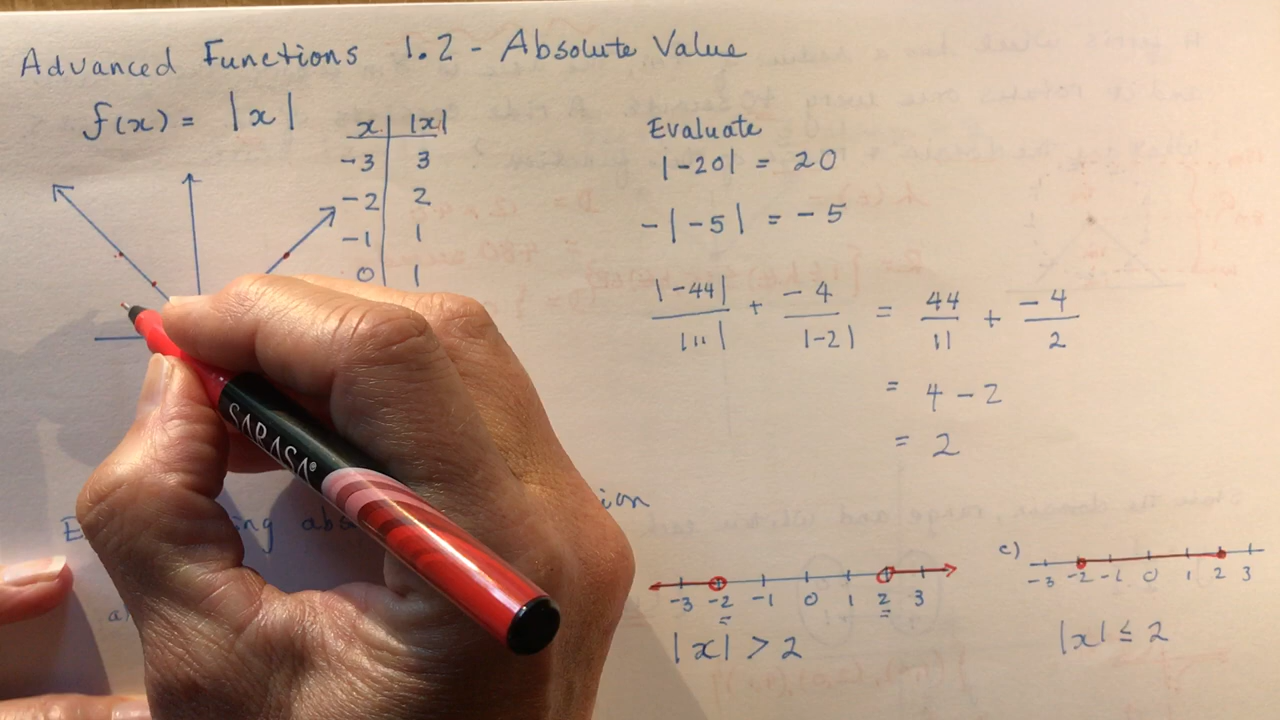 Advanced Functions 1.2 - Absolute Value
f(x) = |x|
x |x|
-3 3
-2 2
-1 1
0 1
Evaluate
|-20| = 20
-|-5| = -5
|-44|/|11| + -4/|-2| = 44/11 + -4/2
= 4 - 2
= 2
SARASA®
a)
-3 -2 -1 0 1 2 3
|x| > 2
c)
-3 -2 -1 0 1 2 3
|x| ≤ 2